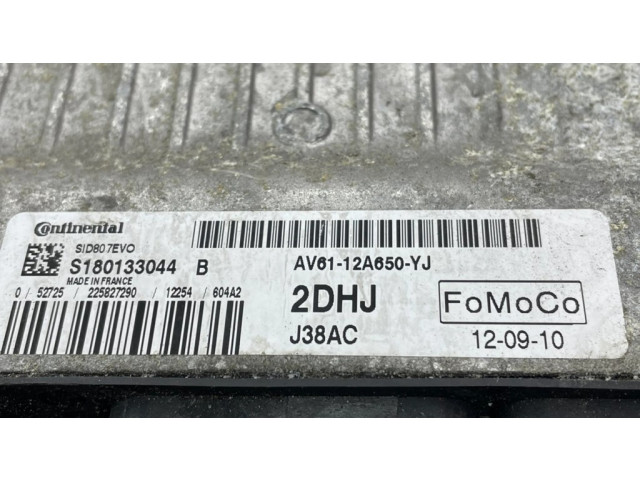 Continental
SID807EVO
S180133044 B
MADE IN FRANCE
0 / 52725 / 225827290 / 12254 / 604A2
AV61-12A650-YJ
2DHJ
FoMoCo
J38AC
12-09-10